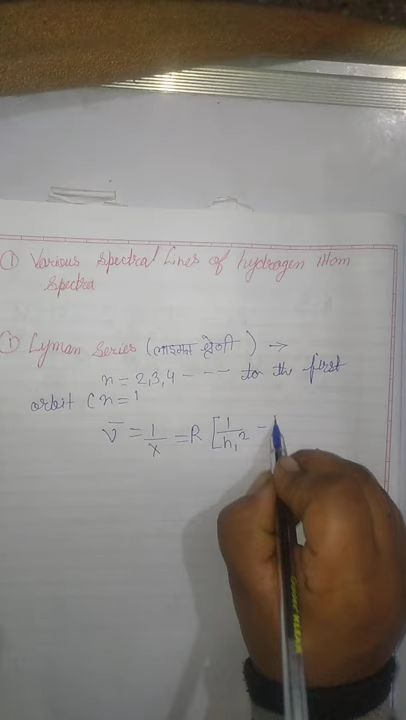 ① Various Spectral Lines of hydrogen Atom
Spectra
① Lyman Series (लाइमन श्रेणी) →
n = 2,3,4 - - - to the first
orbit (n = 1
ν̅ = 1/λ = R [1/n₁² -